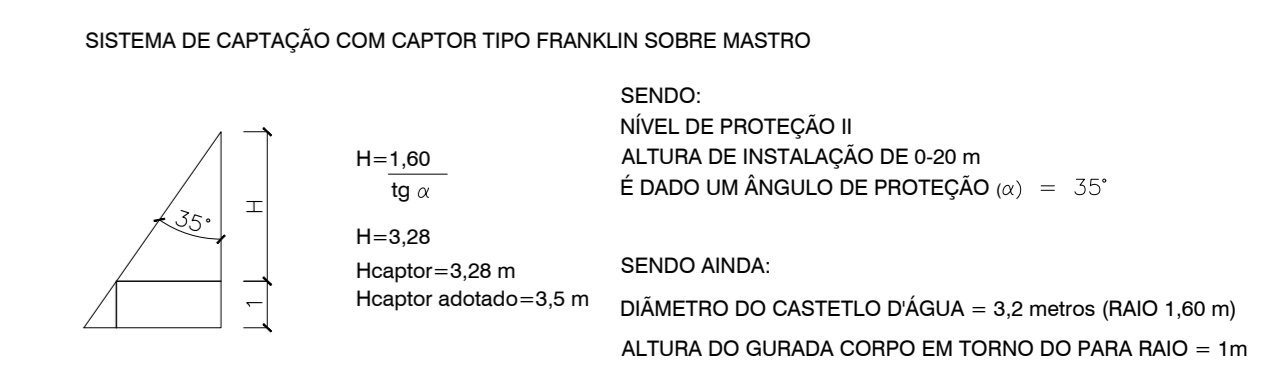 SISTEMA DE CAPTAÇÃO COM CAPTOR TIPO FRANKLIN SOBRE MASTRO
35°
H
1
H=1,60
tg α
H=3,28
Hcaptor=3,28 m
Hcaptor adotado=3,5 m
SENDO:
NÍVEL DE PROTEÇÃO II
ALTURA DE INSTALAÇÃO DE 0-20 m
É DADO UM ÂNGULO DE PROTEÇÃO (α) = 35°
SENDO AINDA:
DIÃMETRO DO CASTETLO D'ÁGUA = 3,2 metros (RAIO 1,60 m)
ALTURA DO GURADA CORPO EM TORNO DO PARA RAIO = 1m